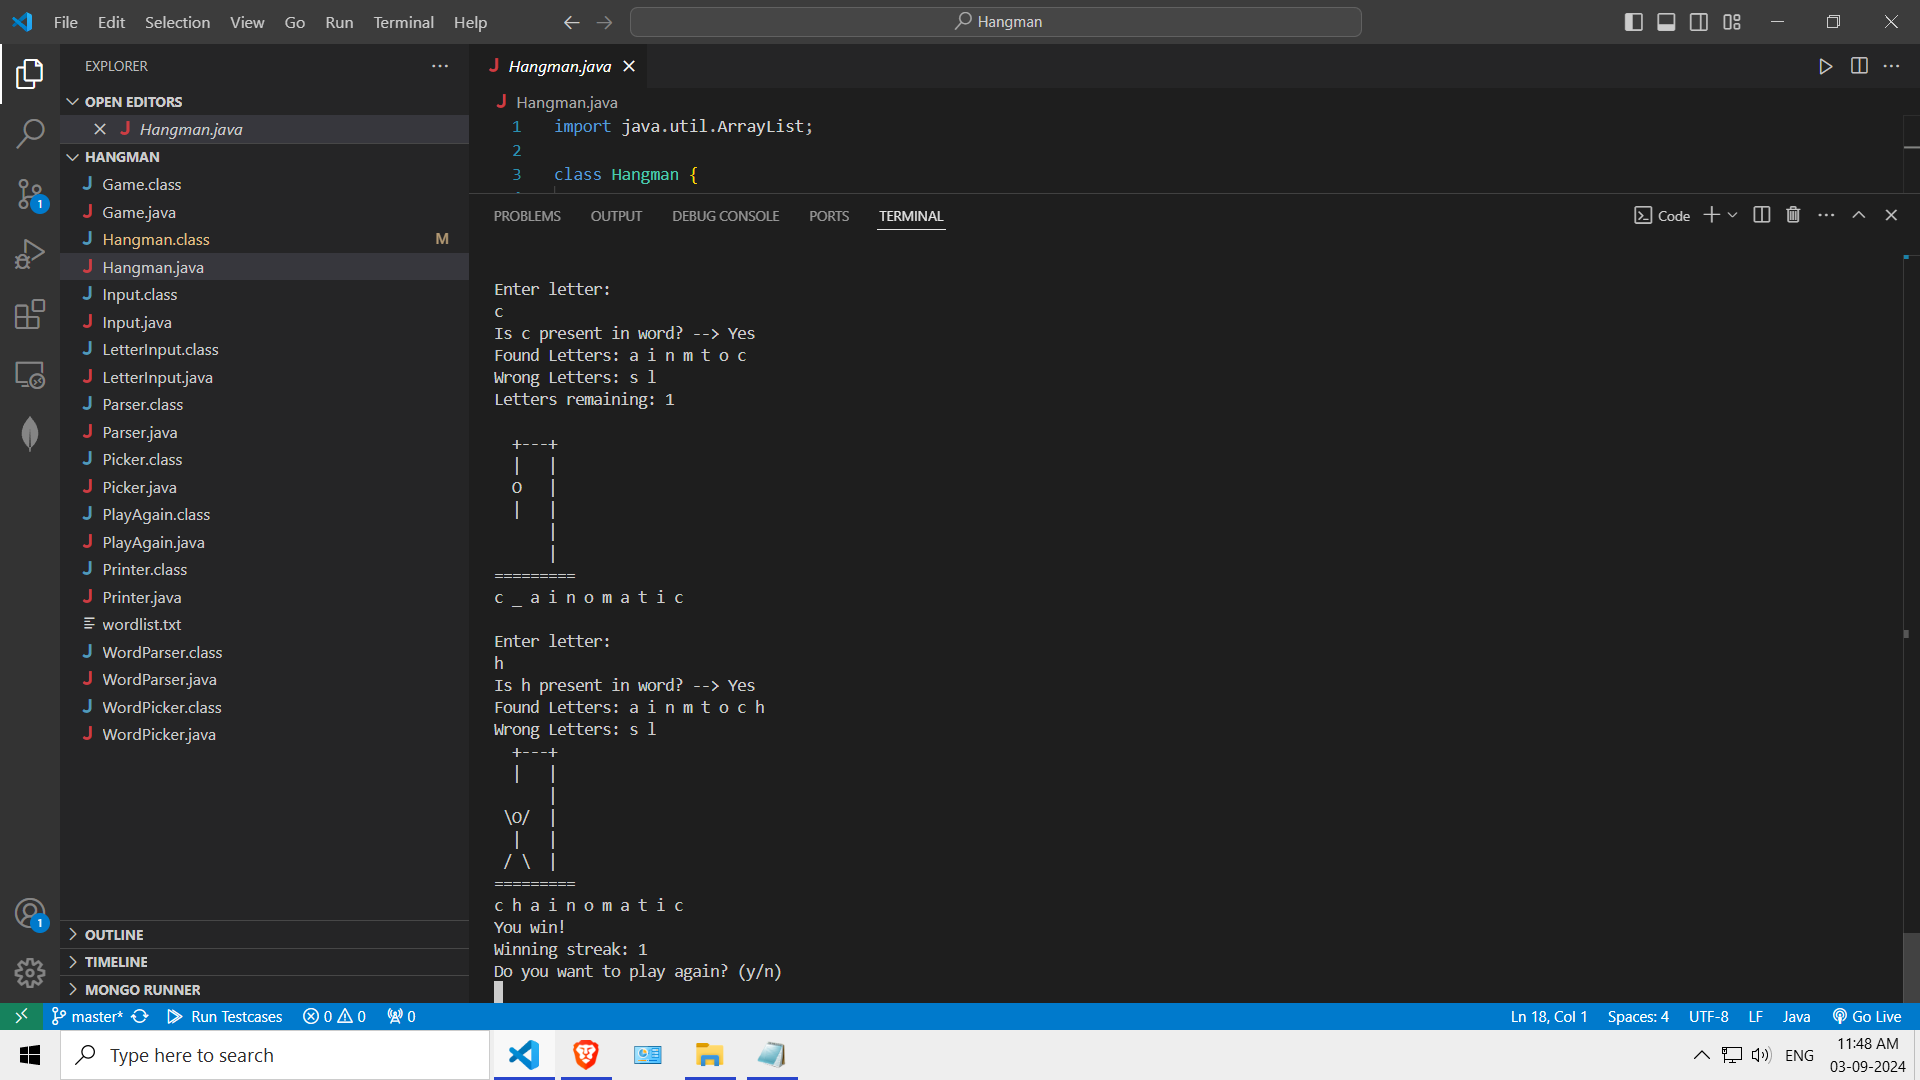 File Edit Selection View Go Run Terminal Help
Hangman
EXPLORER
OPEN EDITORS
Hangman.java
HANGMAN
Game.class
Game.java
Hangman.class M
Hangman.java
Input.class
Input.java
LetterInput.class
LetterInput.java
Parser.class
Parser.java
Picker.class
Picker.java
PlayAgain.class
PlayAgain.java
Printer.class
Printer.java
wordlist.txt
WordParser.class
WordParser.java
WordPicker.class
WordPicker.java
OUTLINE
TIMELINE
MONGO RUNNER
1
1
Hangman.java
Hangman.java
1 import java.util.ArrayList;
2
3 class Hangman {
PROBLEMS OUTPUT DEBUG CONSOLE PORTS TERMINAL
Code
Enter letter:
c
Is c present in word? --> Yes
Found Letters: a i n m t o c
Wrong Letters: s l
Letters remaining: 1
  +---+
  |   |
  O   |
  |   |
      |
      |
=========
c _ a i n o m a t i c
Enter letter:
h
Is h present in word? --> Yes
Found Letters: a i n m t o c h
Wrong Letters: s l
  +---+
  |   |
      |
 \O/  |
  |   |
 / \  |
=========
c h a i n o m a t i c
You win!
Winning streak: 1
Do you want to play again? (y/n)
master* Run Testcases 0 0 0
Ln 18, Col 1 Spaces: 4 UTF-8 LF Java Go Live
Type here to search
ENG
11:48 AM
03-09-2024